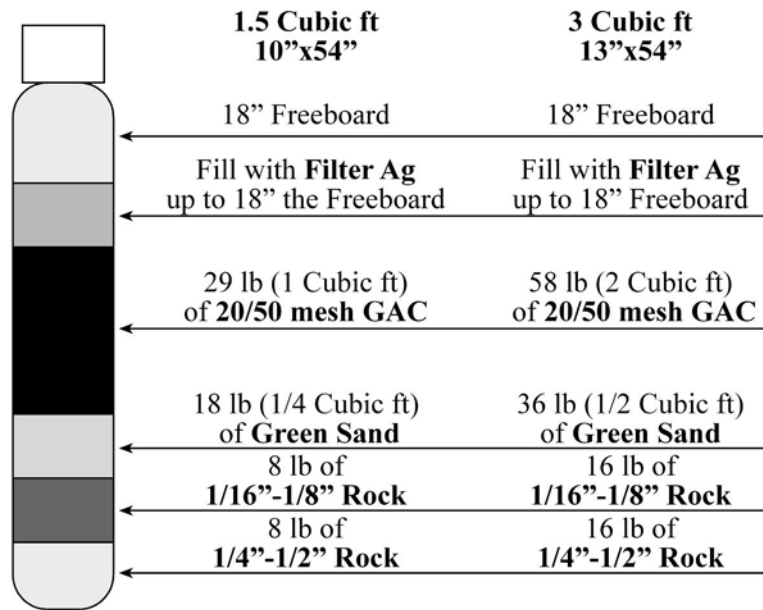 1.5 Cubic ft
10”x54”
3 Cubic ft
13”x54”
18” Freeboard
18” Freeboard
Fill with Filter Ag
up to 18” the Freeboard
Fill with Filter Ag
up to 18” Freeboard
29 lb (1 Cubic ft)
of 20/50 mesh GAC
58 lb (2 Cubic ft)
of 20/50 mesh GAC
18 lb (1/4 Cubic ft)
of Green Sand
36 lb (1/2 Cubic ft)
of Green Sand
8 lb of
1/16”-1/8” Rock
16 lb of
1/16”-1/8” Rock
8 lb of
1/4”-1/2” Rock
16 lb of
1/4”-1/2” Rock